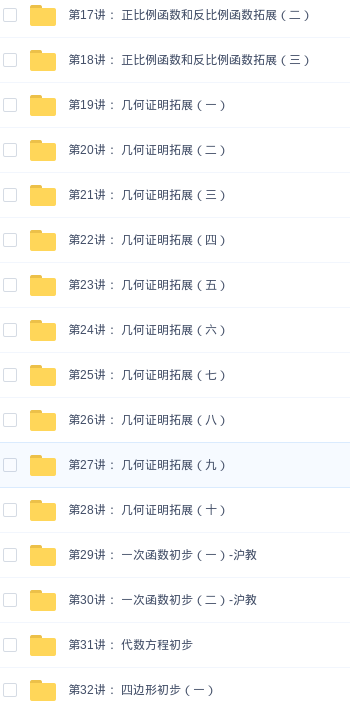 第17讲：正比例函数和反比例函数拓展（二）
第18讲：正比例函数和反比例函数拓展（三）
第19讲：几何证明拓展（一）
第20讲：几何证明拓展（二）
第21讲：几何证明拓展（三）
第22讲：几何证明拓展（四）
第23讲：几何证明拓展（五）
第24讲：几何证明拓展（六）
第25讲：几何证明拓展（七）
第26讲：几何证明拓展（八）
第27讲：几何证明拓展（九）
第28讲：几何证明拓展（十）
第29讲：一次函数初步（一）-沪教
第30讲：一次函数初步（二）-沪教
第31讲：代数方程初步
第32讲：四边形初步（一）